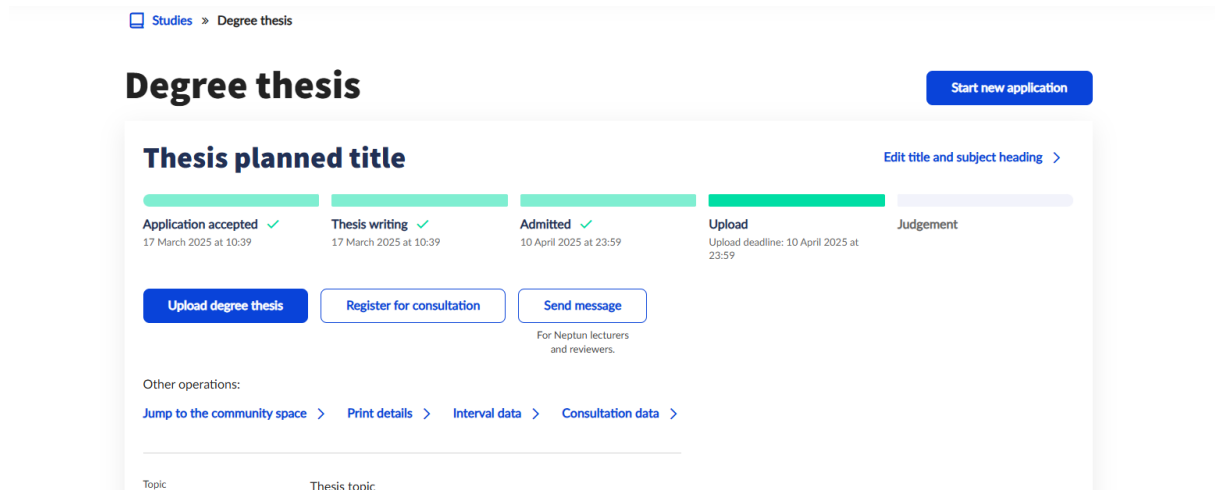 Studies » Degree thesis
Degree thesis
Start new application
Thesis planned title
Edit title and subject heading >
Application accepted ✓
17 March 2025 at 10:39
Thesis writing ✓
17 March 2025 at 10:39
Admitted ✓
10 April 2025 at 23:59
Upload
Upload deadline: 10 April 2025 at
23:59
Judgement
Upload degree thesis
Register for consultation
Send message
For Neptun lecturers
and reviewers.
Other operations:
Jump to the community space > Print details > Interval data > Consultation data >
Topic
Thesis topic